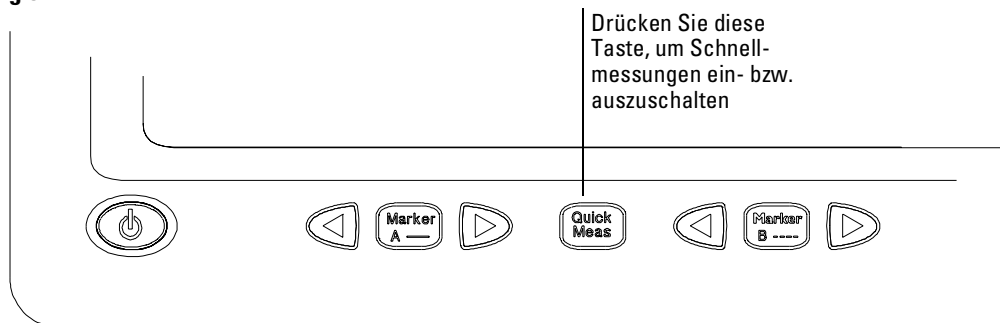 Drücken Sie diese
Taste, um Schnell-
messungen ein- bzw.
auszuschalten
Marker
A —
Quick
Meas
Marker
B ----